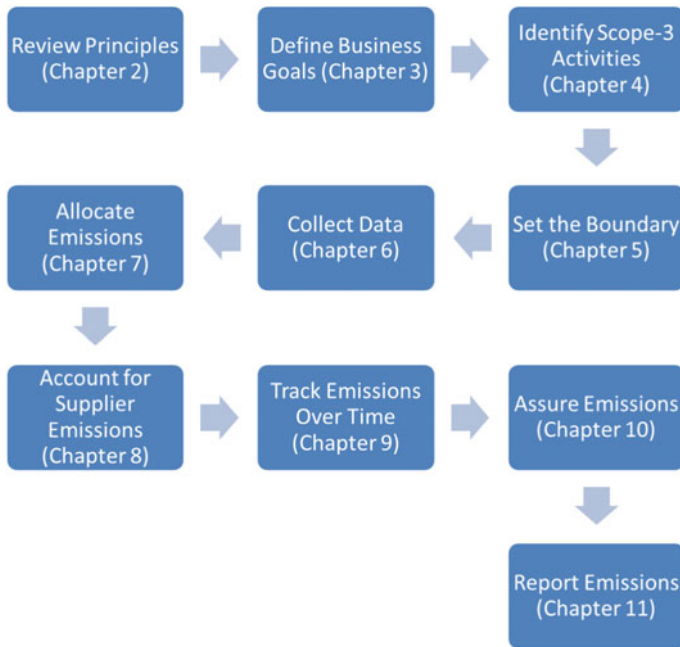 Review Principles
(Chapter 2)
Define Business
Goals (Chapter 3)
Identify Scope-3
Activities
(Chapter 4)
Set the Boundary
(Chapter 5)
Collect Data
(Chapter 6)
Allocate
Emissions
(Chapter 7)
Account for
Supplier
Emissions
(Chapter 8)
Track Emissions
Over Time
(Chapter 9)
Assure Emissions
(Chapter 10)
Report Emissions
(Chapter 11)